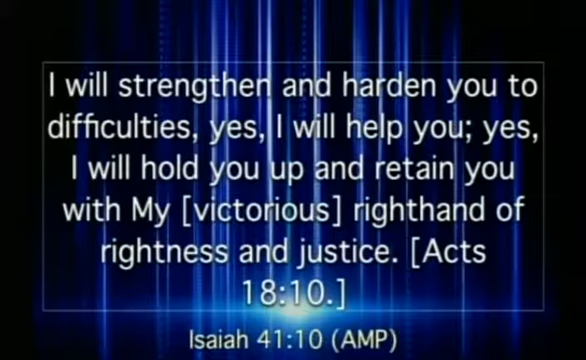 I will strengthen and harden you to
difficulties, yes, I will help you; yes,
I will hold you up and retain you
with My [victorious] righthand of
rightness and justice. [Acts
18:10.]
Isaiah 41:10 (AMP)